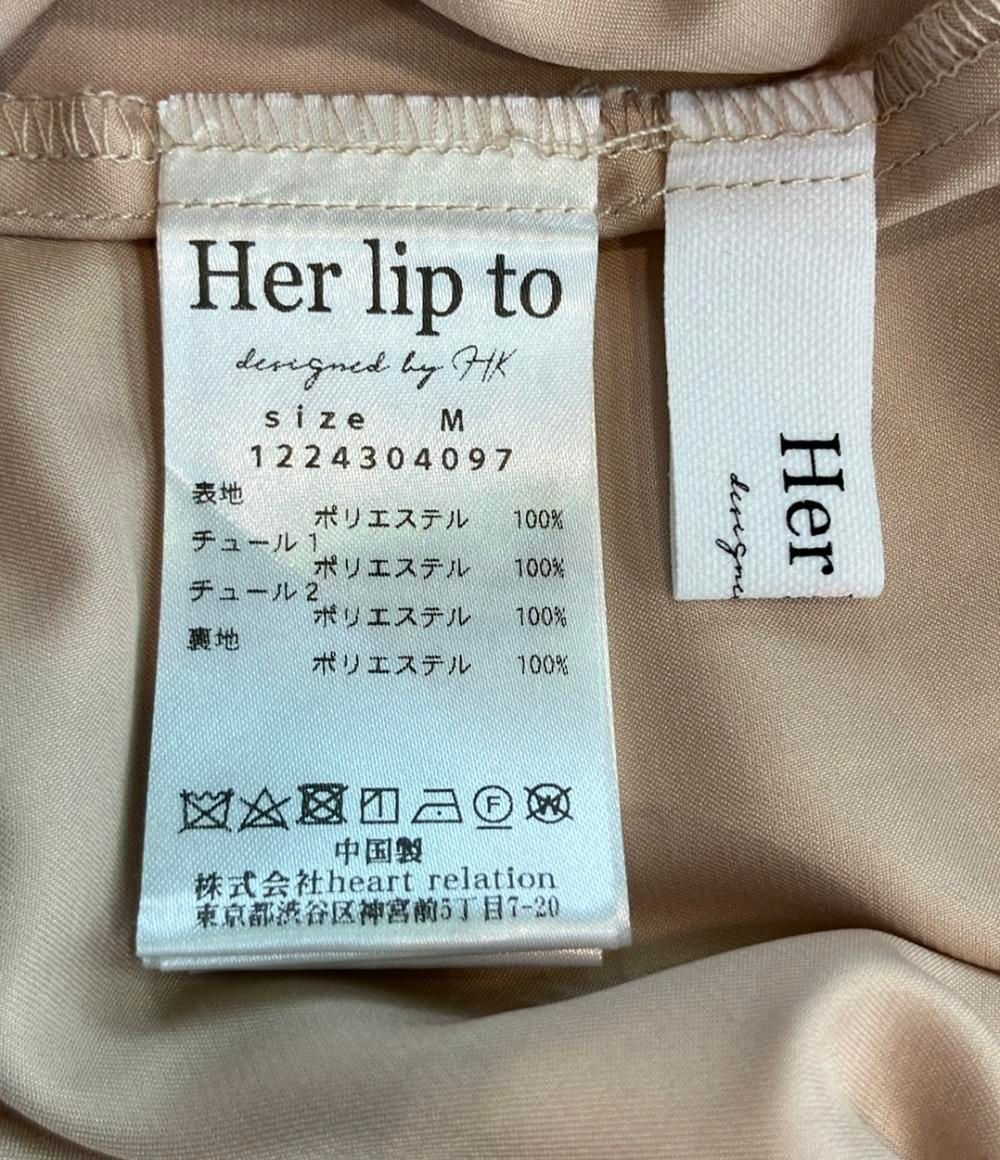 Her lip to
designed by HK
size M
1224304097
表地
ポリエステル 100%
チュール 1
ポリエステル 100%
チュール 2
ポリエステル 100%
裏地
ポリエステル 100%
F
W
中国製
株式会社heart relation
東京都渋谷区神宮前5丁目7-20
Her
designe